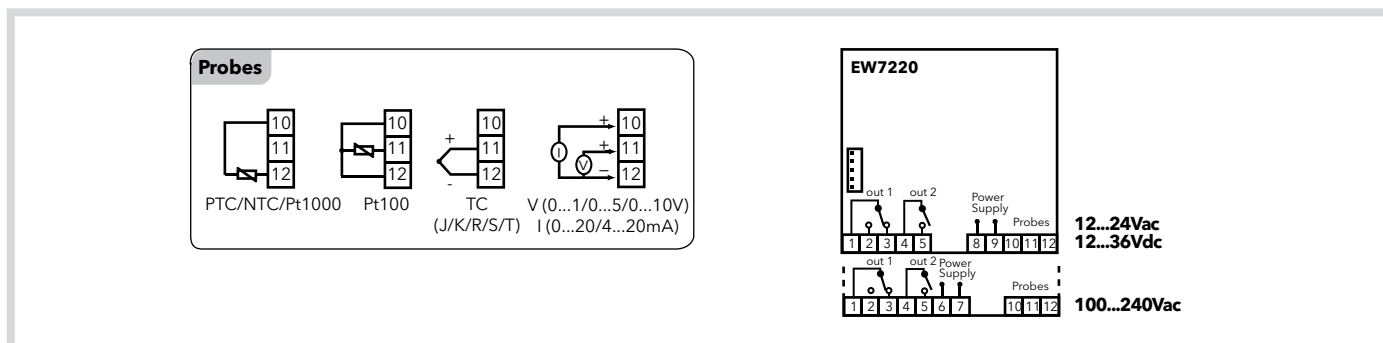 Probes
10
11
12
PTC/NTC/Pt1000
10
11
12
Pt100
+
-
10
11
12
TC
(J/K/R/S/T)
I
V
+
+
−
10
11
12
V (0...1/0...5/0...10V)
I (0...20/4...20mA)
EW7220
out 1
out 2
Power
Supply
Probes
1 2 3 4 5 8 9 10 11 12
12...24Vac
12...36Vdc
out 1
out 2
Power
Supply
Probes
1 2 3 4 5 6 7 10 11 12
100...240Vac